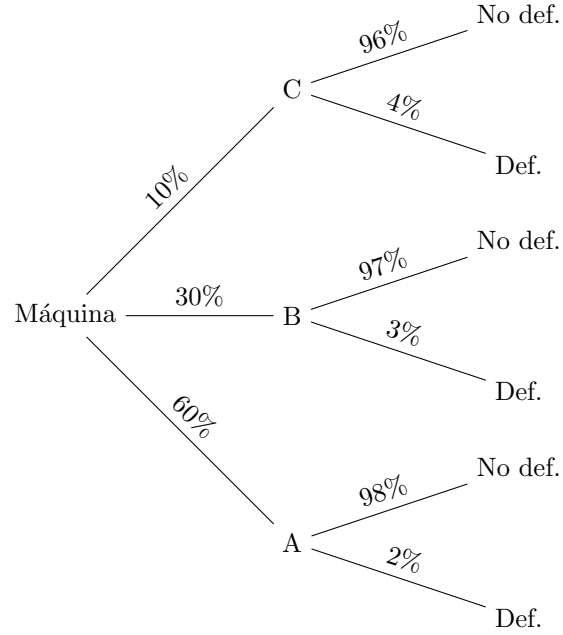 No def.
96%
C
4%
Def.
10%
No def.
97%
Máquina
30%
B
3%
Def.
60%
No def.
98%
A
2%
Def.